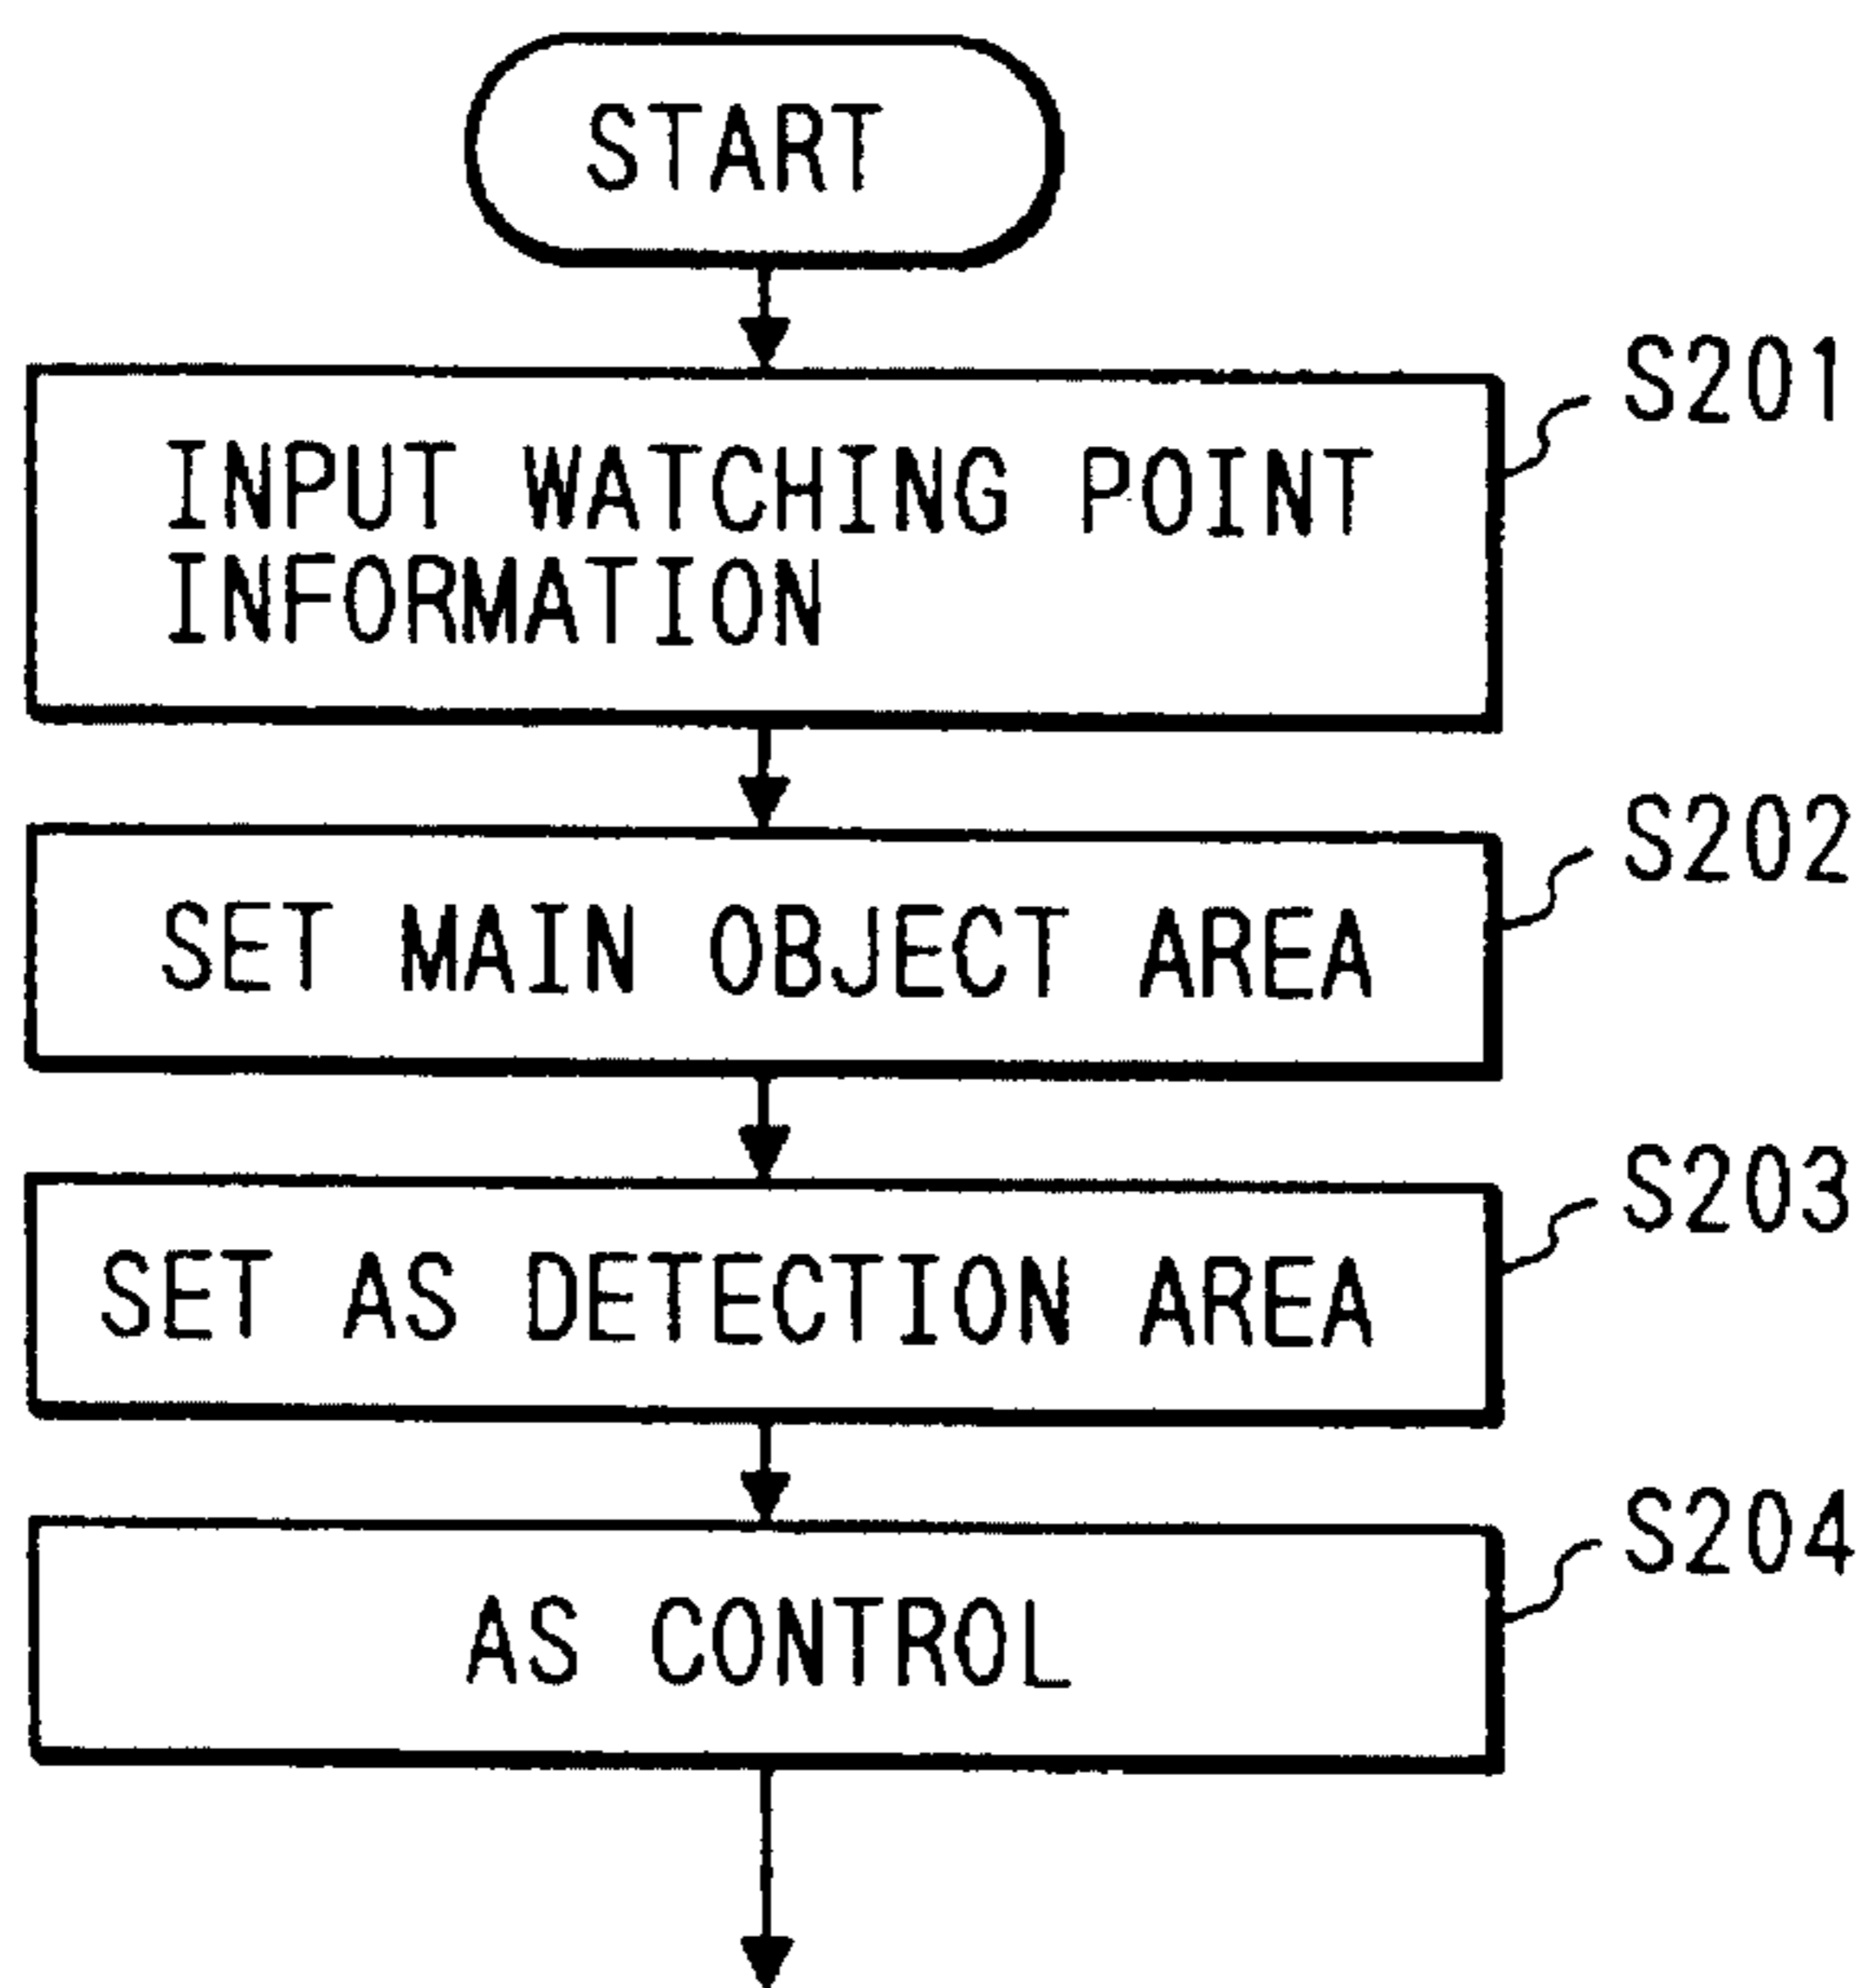 START
S201
INPUT WATCHING POINT
INFORMATION
S202
SET MAIN OBJECT AREA
S203
SET AS DETECTION AREA
S204
AS CONTROL